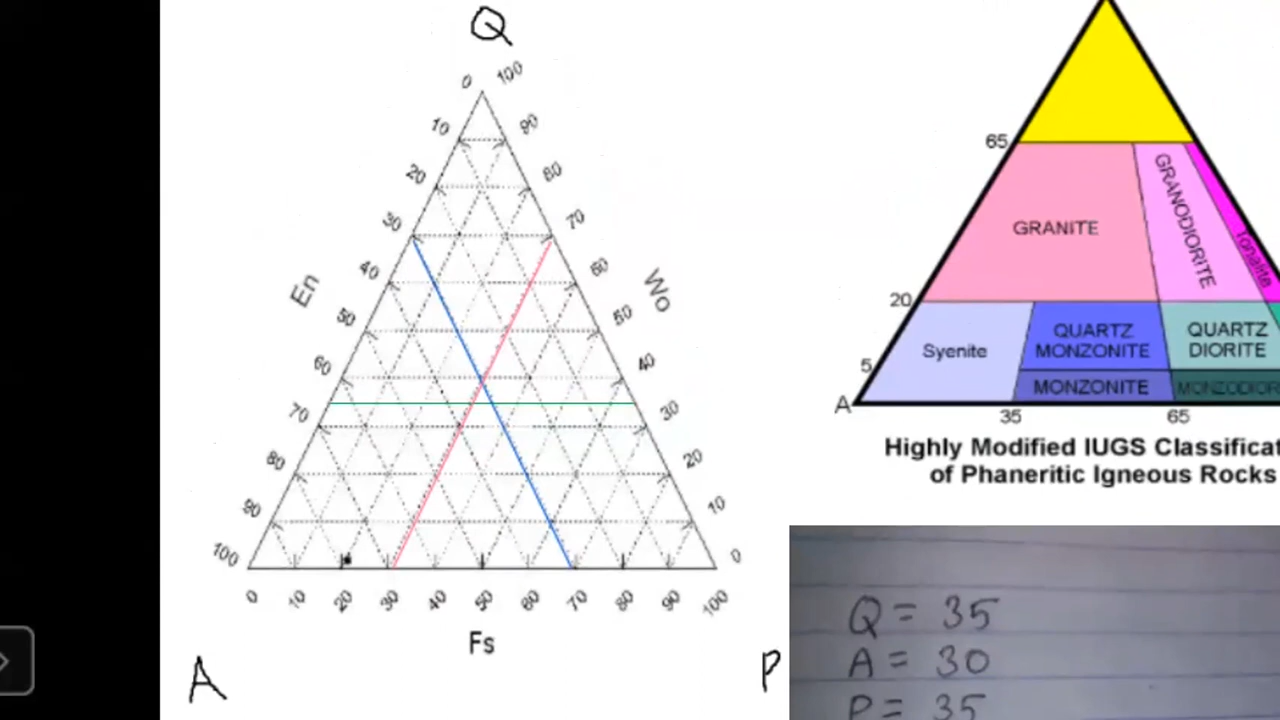 Q
0 100
10 90
20 80
30 70
40 60
50 50
60 40
70 30
80 20
90 10
100 0
En
Wo
0 10 20 30 40 50 60 70 80 90 100
Fs
A P
65
GRANITE
GRANODIORITE
Tonalite
20
Syenite
QUARTZ
MONZONITE
QUARTZ
DIORITE
5
MONZONITE
MONZODIOR
A
35 65
Highly Modified IUGS Classificat
of Phaneritic Igneous Rocks
Q = 35
A = 30
P = 35